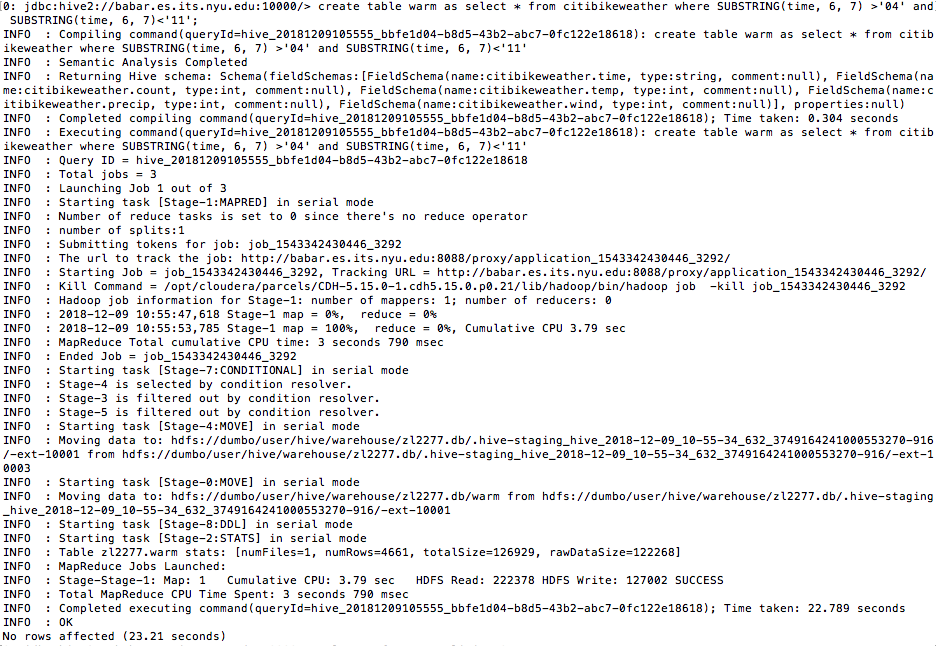 0: jdbc:hive2://babar.es.its.nyu.edu:10000/> create table warm as select * from citibikeweather where SUBSTRING(time, 6, 7) >'04' and
 SUBSTRING(time, 6, 7)<'11';
INFO  : Compiling command(queryId=hive_20181209105555_bbfe1d04-b8d5-43b2-abc7-0fc122e18618): create table warm as select * from citib
ikeweather where SUBSTRING(time, 6, 7) >'04' and SUBSTRING(time, 6, 7)<'11'
INFO  : Semantic Analysis Completed
INFO  : Returning Hive schema: Schema(fieldSchemas:[FieldSchema(name:citibikeweather.time, type:string, comment:null), FieldSchema(na
me:citibikeweather.count, type:int, comment:null), FieldSchema(name:citibikeweather.temp, type:int, comment:null), FieldSchema(name:c
itibikeweather.precip, type:int, comment:null), FieldSchema(name:citibikeweather.wind, type:int, comment:null)], properties:null)
INFO  : Completed compiling command(queryId=hive_20181209105555_bbfe1d04-b8d5-43b2-abc7-0fc122e18618); Time taken: 0.304 seconds
INFO  : Executing command(queryId=hive_20181209105555_bbfe1d04-b8d5-43b2-abc7-0fc122e18618): create table warm as select * from citib
ikeweather where SUBSTRING(time, 6, 7) >'04' and SUBSTRING(time, 6, 7)<'11'
INFO  : Query ID = hive_20181209105555_bbfe1d04-b8d5-43b2-abc7-0fc122e18618
INFO  : Total jobs = 3
INFO  : Launching Job 1 out of 3
INFO  : Starting task [Stage-1:MAPRED] in serial mode
INFO  : Number of reduce tasks is set to 0 since there's no reduce operator
INFO  : number of splits:1
INFO  : Submitting tokens for job: job_1543342430446_3292
INFO  : The url to track the job: http://babar.es.its.nyu.edu:8088/proxy/application_1543342430446_3292/
INFO  : Starting Job = job_1543342430446_3292, Tracking URL = http://babar.es.its.nyu.edu:8088/proxy/application_1543342430446_3292/
INFO  : Kill Command = /opt/cloudera/parcels/CDH-5.15.0-1.cdh5.15.0.p0.21/lib/hadoop/bin/hadoop job  -kill job_1543342430446_3292
INFO  : Hadoop job information for Stage-1: number of mappers: 1; number of reducers: 0
INFO  : 2018-12-09 10:55:47,618 Stage-1 map = 0%,  reduce = 0%
INFO  : 2018-12-09 10:55:53,785 Stage-1 map = 100%,  reduce = 0%, Cumulative CPU 3.79 sec
INFO  : MapReduce Total cumulative CPU time: 3 seconds 790 msec
INFO  : Ended Job = job_1543342430446_3292
INFO  : Starting task [Stage-7:CONDITIONAL] in serial mode
INFO  : Stage-4 is selected by condition resolver.
INFO  : Stage-3 is filtered out by condition resolver.
INFO  : Stage-5 is filtered out by condition resolver.
INFO  : Starting task [Stage-4:MOVE] in serial mode
INFO  : Moving data to: hdfs://dumbo/user/hive/warehouse/zl2277.db/.hive-staging_hive_2018-12-09_10-55-34_632_3749164241000553270-916
/-ext-10001 from hdfs://dumbo/user/hive/warehouse/zl2277.db/.hive-staging_hive_2018-12-09_10-55-34_632_3749164241000553270-916/-ext-1
0003
INFO  : Starting task [Stage-0:MOVE] in serial mode
INFO  : Moving data to: hdfs://dumbo/user/hive/warehouse/zl2277.db/warm from hdfs://dumbo/user/hive/warehouse/zl2277.db/.hive-staging
_hive_2018-12-09_10-55-34_632_3749164241000553270-916/-ext-10001
INFO  : Starting task [Stage-8:DDL] in serial mode
INFO  : Starting task [Stage-2:STATS] in serial mode
INFO  : Table zl2277.warm stats: [numFiles=1, numRows=4661, totalSize=126929, rawDataSize=122268]
INFO  : MapReduce Jobs Launched:
INFO  : Stage-Stage-1: Map: 1   Cumulative CPU: 3.79 sec   HDFS Read: 222378 HDFS Write: 127002 SUCCESS
INFO  : Total MapReduce CPU Time Spent: 3 seconds 790 msec
INFO  : Completed executing command(queryId=hive_20181209105555_bbfe1d04-b8d5-43b2-abc7-0fc122e18618); Time taken: 22.789 seconds
INFO  : OK
No rows affected (23.21 seconds)